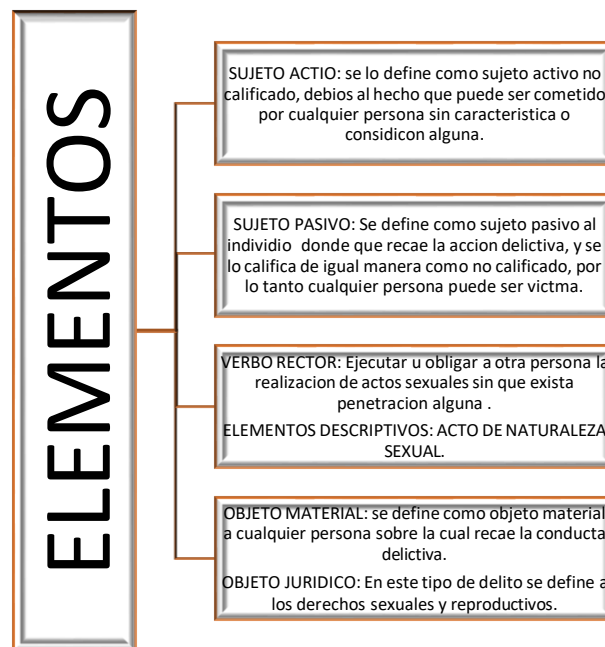 ELEMENTOS
SUJETO ACTIO: se lo define como sujeto activo no
calificado, debios al hecho que puede ser cometido
por cualquier persona sin caracteristica o
considicon alguna.
SUJETO PASIVO: Se define como sujeto pasivo al
individio donde que recae la accion delictiva, y se
lo califica de igual manera como no calificado, por
lo tanto cualquier persona puede ser victma.
VERBO RECTOR: Ejecutar u obligar a otra persona la
realizacion de actos sexuales sin que exista
penetracion alguna .
ELEMENTOS DESCRIPTIVOS: ACTO DE NATURALEZA
SEXUAL.
OBJETO MATERIAL: se define como objeto material
a cualquier persona sobre la cual recae la conducta
delictiva.
OBJETO JURIDICO: En este tipo de delito se define a
los derechos sexuales y reproductivos.